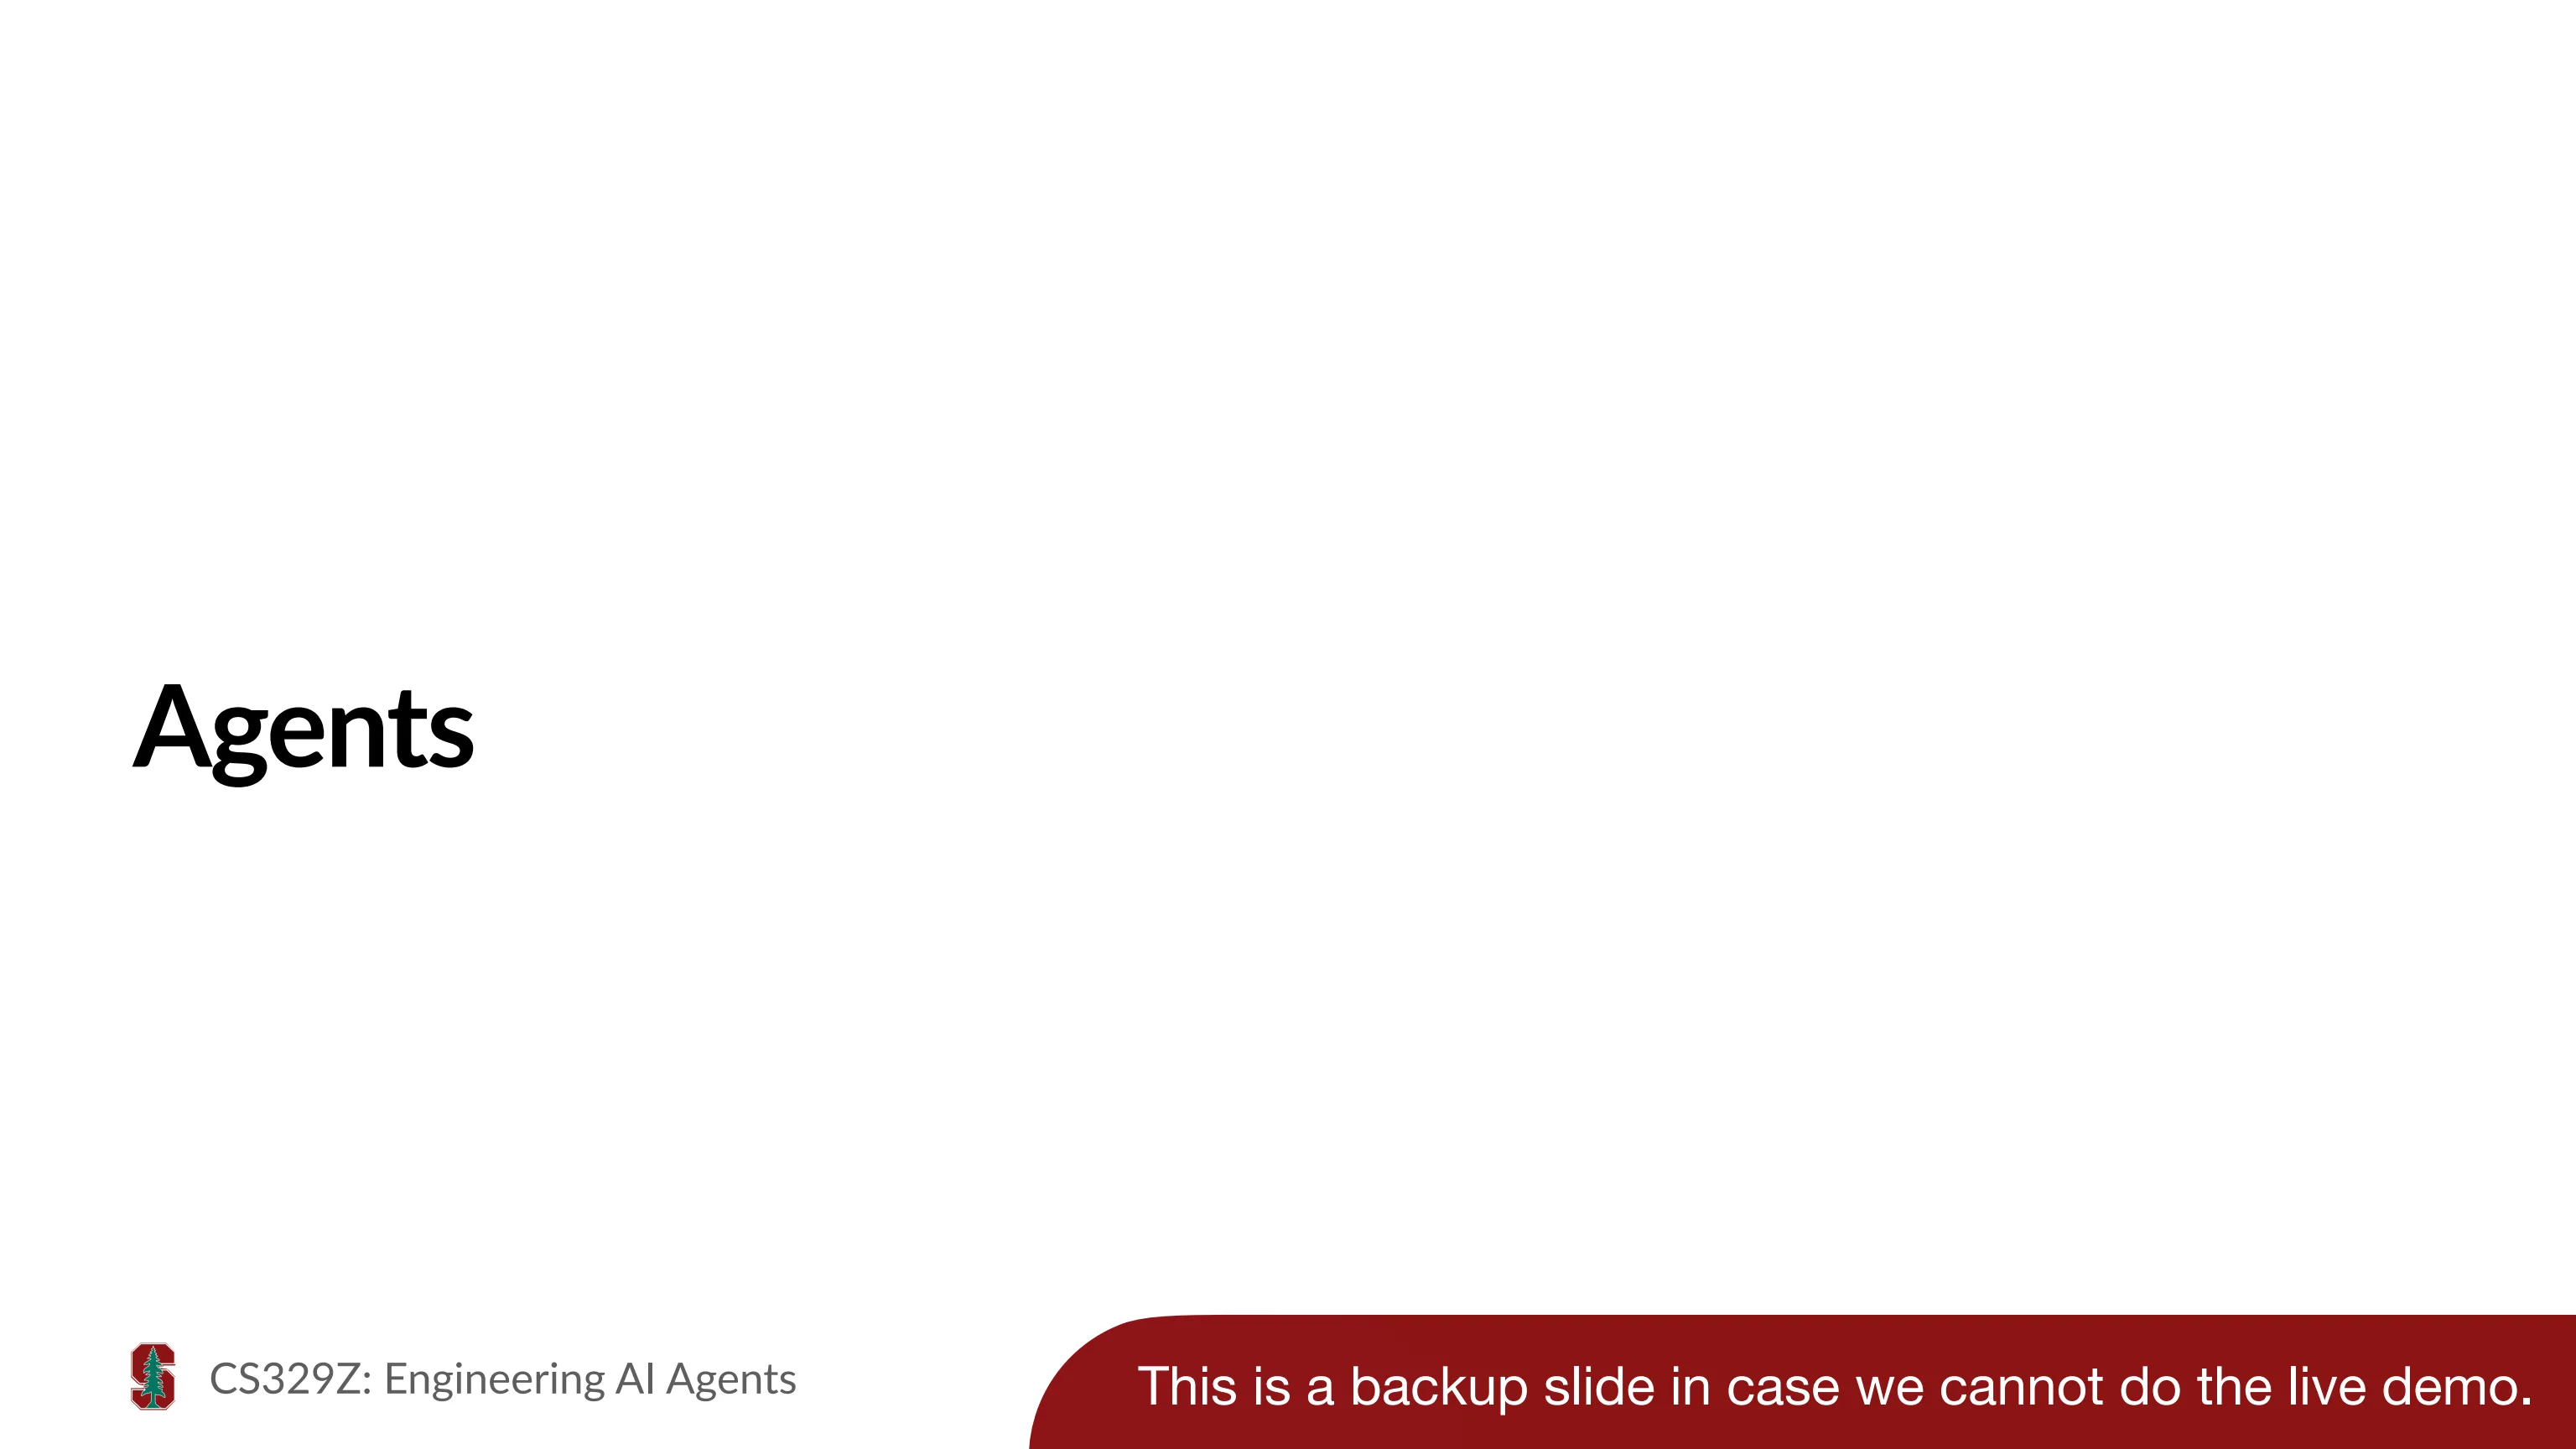 Agents
CS329Z: Engineering AI Agents
This is a backup slide in case we cannot do the live demo.